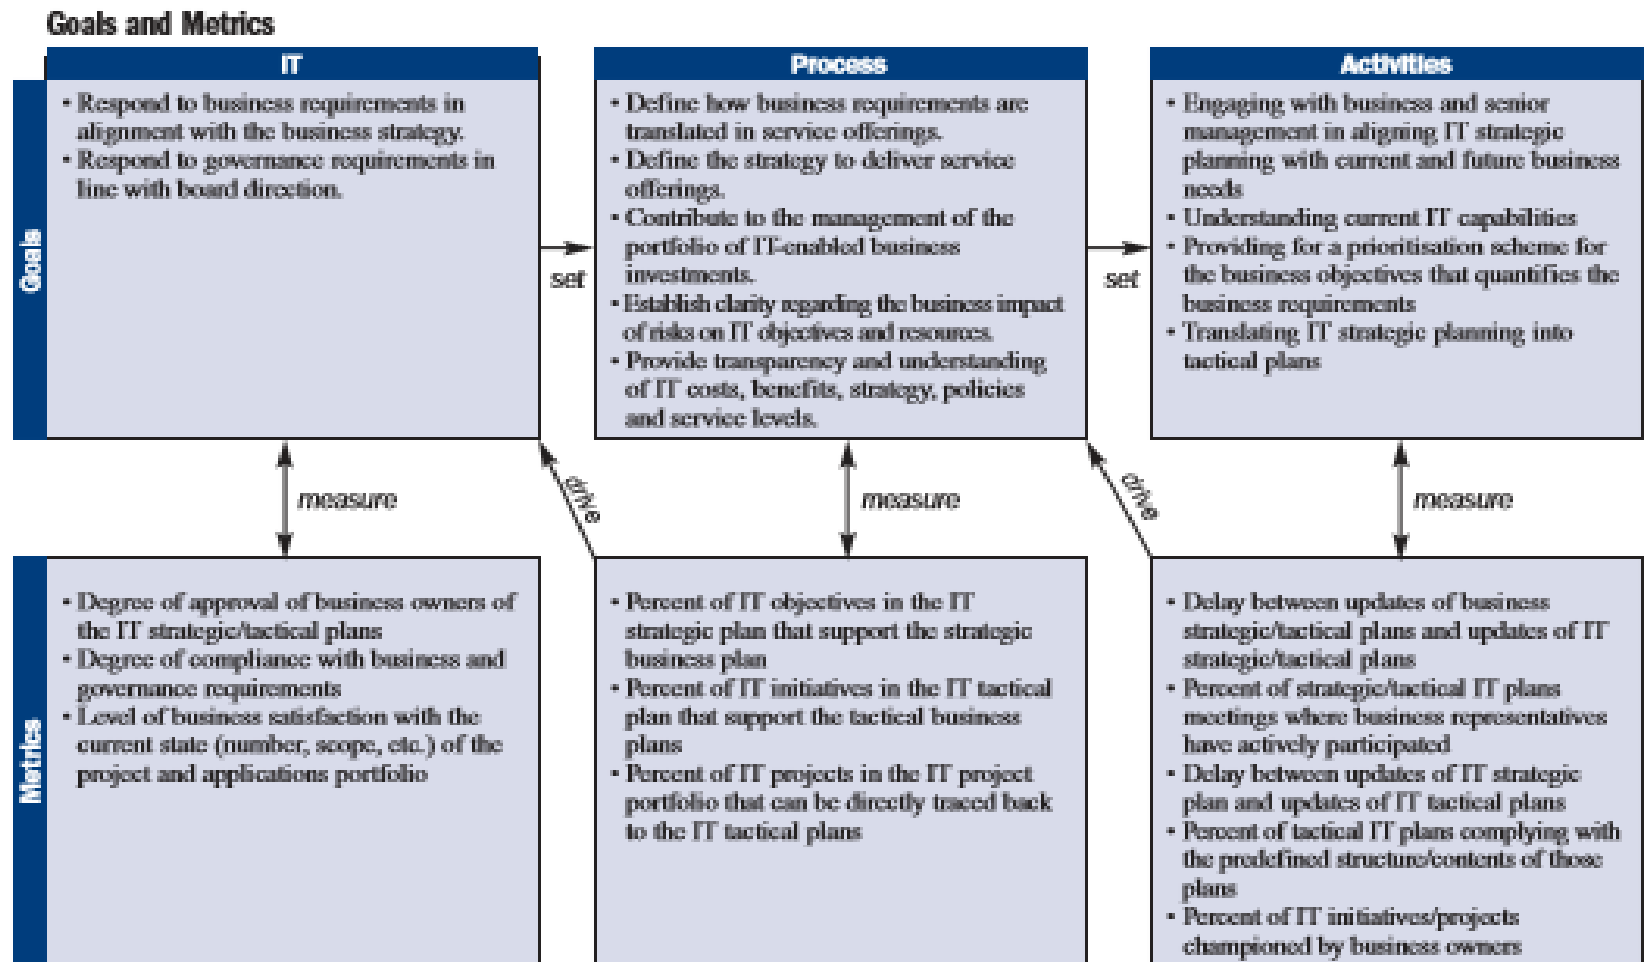 Goals and Metrics
IT
Process
Activities
Goals
• Respond to business requirements in
alignment with the business strategy.
• Respond to governance requirements in
line with board direction.
set
• Define how business requirements are
translated in service offerings.
• Define the strategy to deliver service
offerings.
• Contribute to the management of the
portfolio of IT-enabled business
investments.
• Establish clarity regarding the business impact
of risks on IT objectives and resources.
• Provide transparency and understanding
of IT costs, benefits, strategy, policies
and service levels.
set
• Engaging with business and senior
management in aligning IT strategic
planning with current and future business
needs
• Understanding current IT capabilities
• Providing for a prioritisation scheme for
the business objectives that quantifies the
business requirements
• Translating IT strategic planning into
tactical plans
measure
drive
measure
drive
measure
Metrics
• Degree of approval of business owners of
the IT strategic/tactical plans
• Degree of compliance with business and
governance requirements
• Level of business satisfaction with the
current state (number, scope, etc.) of the
project and applications portfolio
• Percent of IT objectives in the IT
strategic plan that support the strategic
business plan
• Percent of IT initiatives in the IT tactical
plan that support the tactical business
plans
• Percent of IT projects in the IT project
portfolio that can be directly traced back
to the IT tactical plans
• Delay between updates of business
strategic/tactical plans and updates of IT
strategic/tactical plans
• Percent of strategic/tactical IT plans
meetings where business representatives
have actively participated
• Delay between updates of IT strategic
plan and updates of IT tactical plans
• Percent of tactical IT plans complying with
the predefined structure/contents of those
plans
• Percent of IT initiatives/projects
championed by business owners